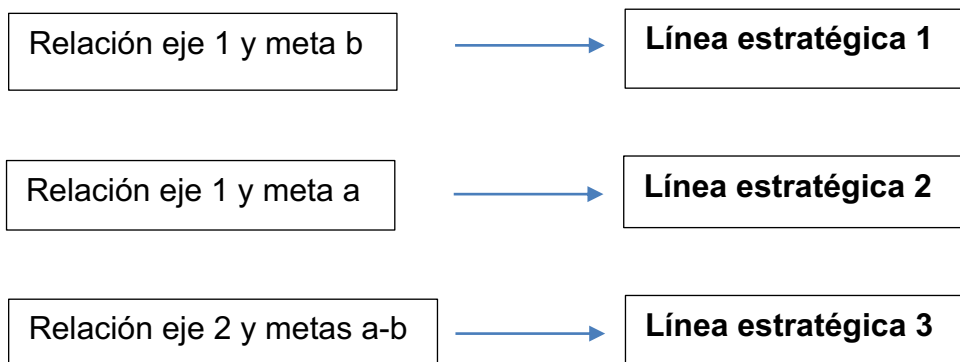 Relación eje 1 y meta b
Línea estratégica 1
Relación eje 1 y meta a
Línea estratégica 2
Relación eje 2 y metas a-b
Línea estratégica 3